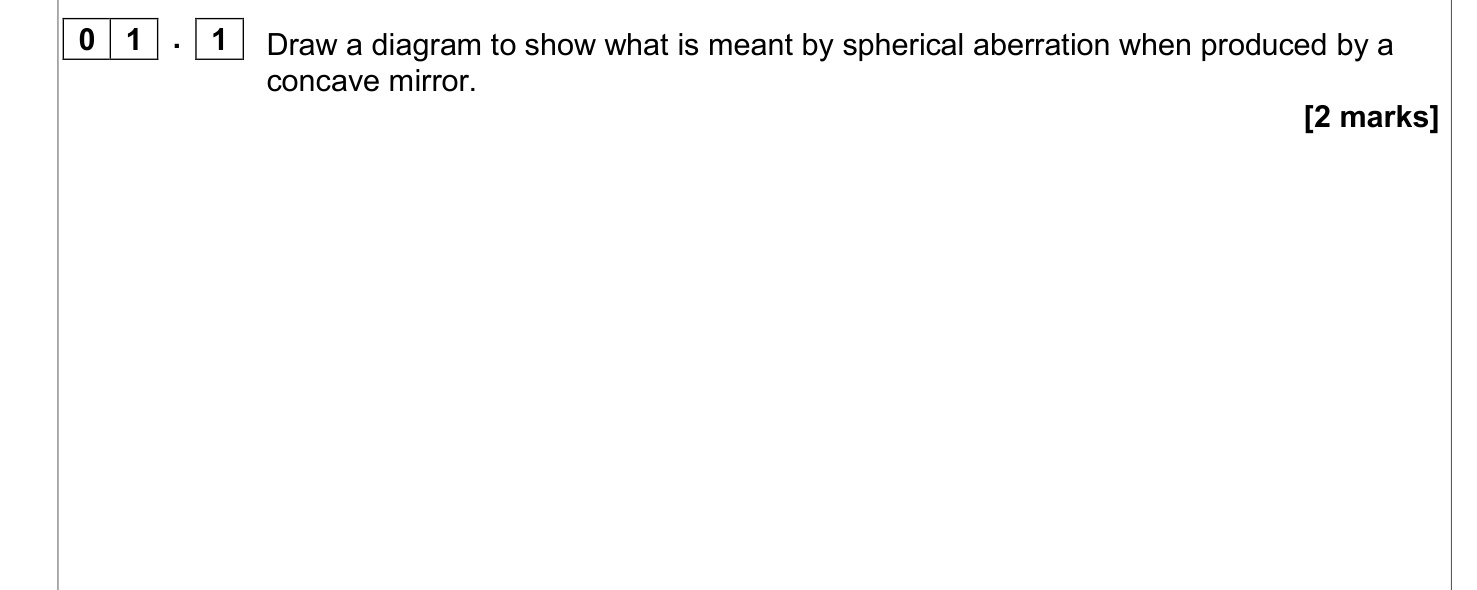 0 1 . 1 Draw a diagram to show what is meant by spherical aberration when produced by a
concave mirror.
[2 marks]